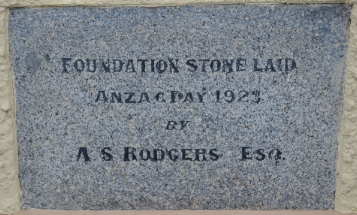 FOUNDATION STONE LAID
ANZAC DAY 1923
BY
A S RODGERS ESQ.